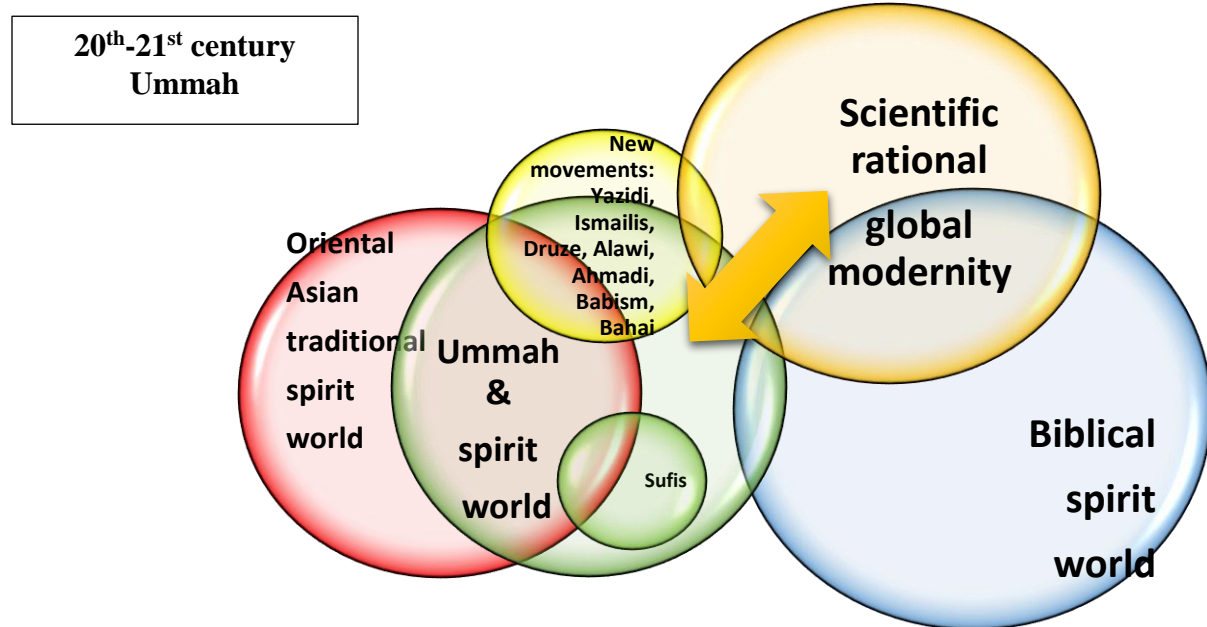 20th-21st century
Ummah
New
movements:
Yazidi,
Ismailis,
Druze, Alawi,
Ahmadi,
Babism,
Bahai
Scientific
rational
global
modernity
Oriental
Asian
traditional
spirit
world
Ummah
&
spirit
world
Sufis
Biblical
spirit
world